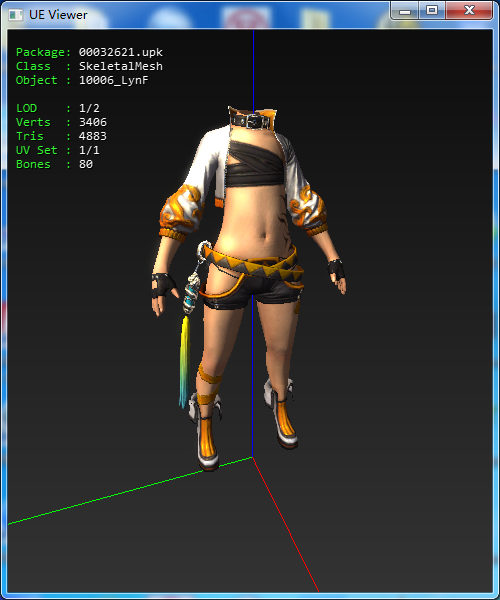 UE Viewer
Package: 00032621.upk
Class : SkeletalMesh
Object : 10006_LynF
LOD : 1/2
Verts : 3406
Tris : 4883
UV Set : 1/1
Bones : 80